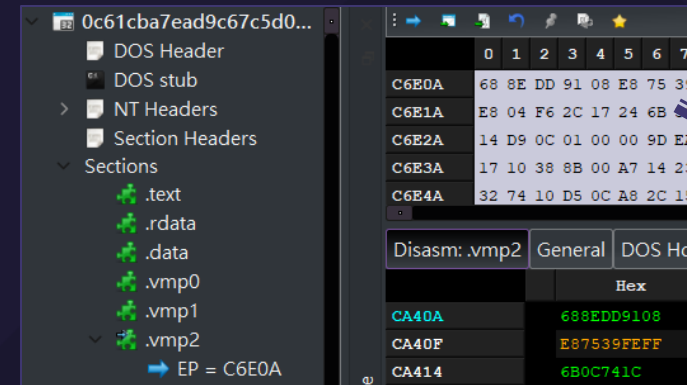 0c61cba7ead9c67c5d0...
DOS Header
DOS stub
NT Headers
Section Headers
Sections
.text
.rdata
.data
.vmp0
.vmp1
.vmp2
EP = C6E0A
0 1 2 3 4 5 6 7
C6E0A 68 8E DD 91 08 E8 75
C6E1A E8 04 F6 2C 17 24 6B
C6E2A 14 D9 0C 01 00 00 9D
C6E3A 17 10 38 8B 00 A7 14
C6E4A 32 74 10 D5 0C A8 2C
Disasm: .vmp2 General DOS
Hex
CA40A 688EDD9108
CA40F E87539FEFF
CA414 6B0C741C